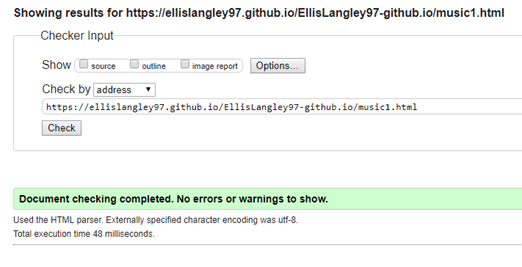 Showing results for https://ellislangley97.github.io/EllisLangley97-github.io/music1.html
Checker Input
Show source outline image report Options...
Check by address
https://ellislangley97.github.io/EllisLangley97-github.io/music1.html
Check
Document checking completed. No errors or warnings to show.
Used the HTML parser. Externally specified character encoding was utf-8.
Total execution time 48 milliseconds.